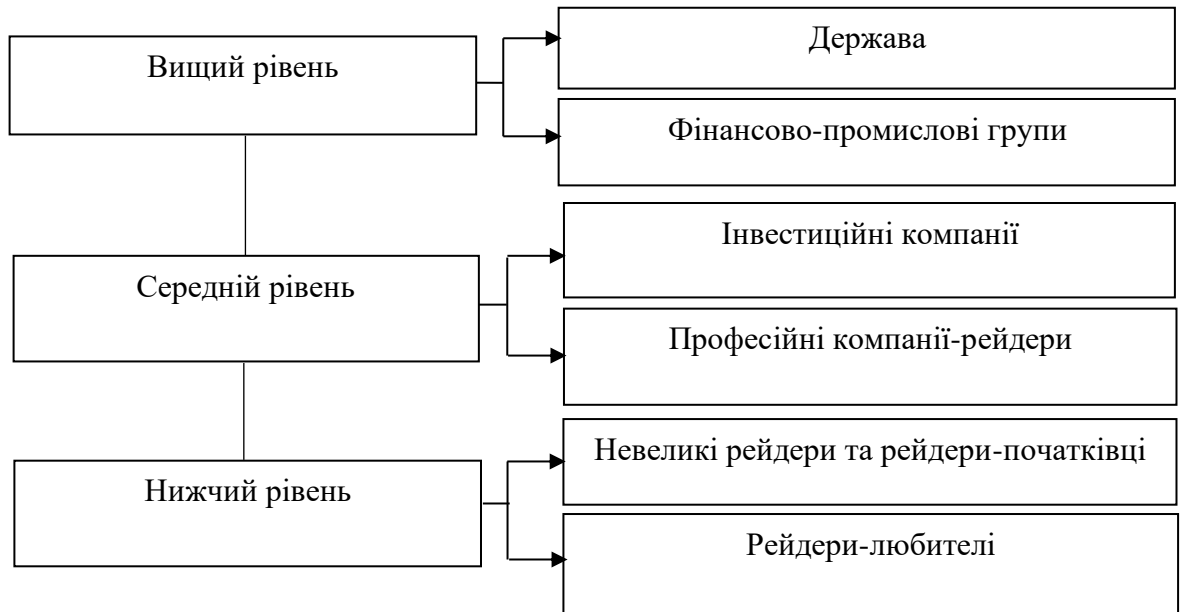 Вищий рівень
Держава
Фінансово-промислові групи
Середній рівень
Інвестиційні компанії
Професійні компанії-рейдери
Нижчий рівень
Невеликі рейдери та рейдери-початківці
Рейдери-любителі